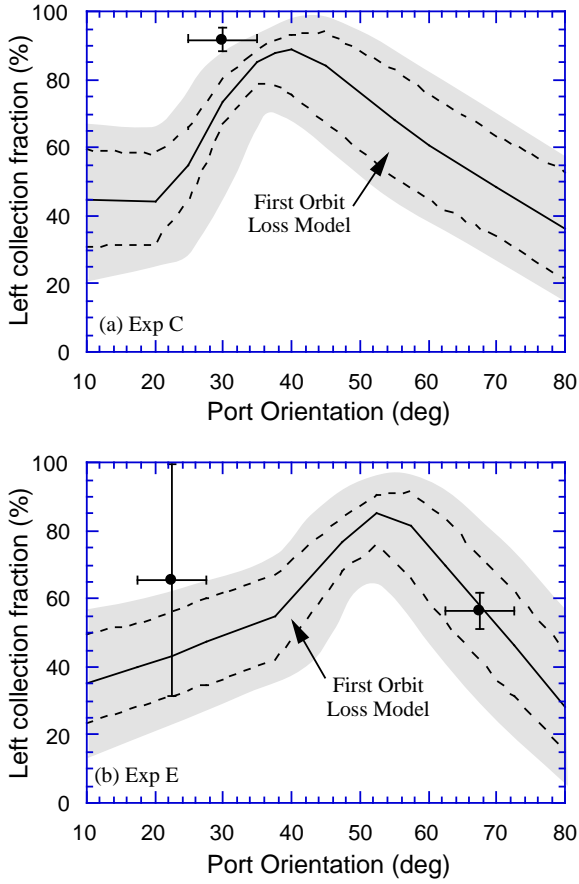 100
80
60
40
20
0
Left collection fraction (%)
First Orbit
Loss Model
(a) Exp C
10 20 30 40 50 60 70 80
Port Orientation (deg)
100
80
60
40
20
0
Left collection fraction (%)
First Orbit
Loss Model
(b) Exp E
10 20 30 40 50 60 70 80
Port Orientation (deg)